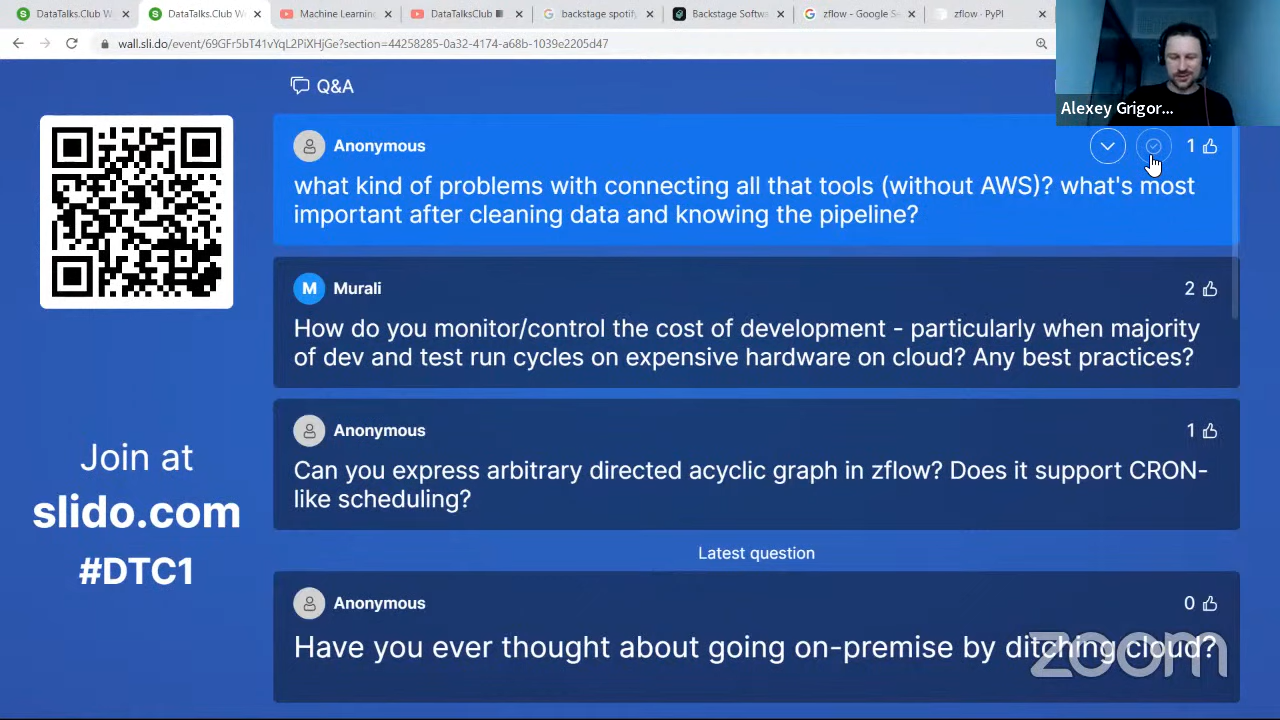 DataTalks.Club W
DataTalks.Club W
Machine Learning
DataTalksClub
backstage spotif
Backstage Softwa
zflow - Google S
zflow · PyPI
wall.sli.do/event/69GFr5bT41vYqL2PiXHjGe?section=44258285-0a32-4174-a68b-1039e2205d47
Alexey Grigor...
Q&A
Anonymous
1
what kind of problems with connecting all that tools (without AWS)? what's most
important after cleaning data and knowing the pipeline?
M
Murali
2
How do you monitor/control the cost of development - particularly when majority
of dev and test run cycles on expensive hardware on cloud? Any best practices?
Anonymous
1
Can you express arbitrary directed acyclic graph in zflow? Does it support CRON-
like scheduling?
Latest question
Anonymous
0
Have you ever thought about going on-premise by ditching cloud?
Join at
slido.com
#DTC1
zoom